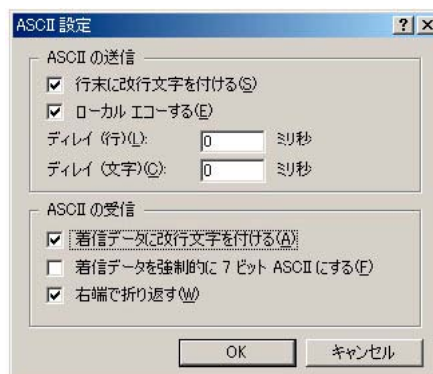 ASCII 設定
ASCII の送信
行末に改行文字を付ける(S)
ローカル エコーする(E)
ディレイ (行)(L): 0 ミリ秒
ディレイ (文字)(C): 0 ミリ秒
ASCII の受信
着信データに改行文字を付ける(A)
着信データを強制的に 7 ビット ASCII にする(F)
右端で折り返す(W)
OK キャンセル